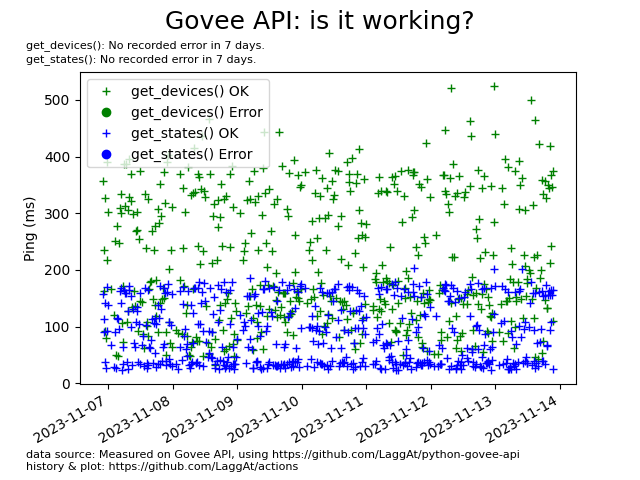 Govee API: is it working?
get_devices(): No recorded error in 7 days.
get_states(): No recorded error in 7 days.
get_devices() OK
get_devices() Error
get_states() OK
get_states() Error
Ping (ms)
500
400
300
200
100
0
2023-11-07
2023-11-08
2023-11-09
2023-11-10
2023-11-11
2023-11-12
2023-11-13
2023-11-14
data source: Measured on Govee API, using https://github.com/LaggAt/python-govee-api
history & plot: https://github.com/LaggAt/actions